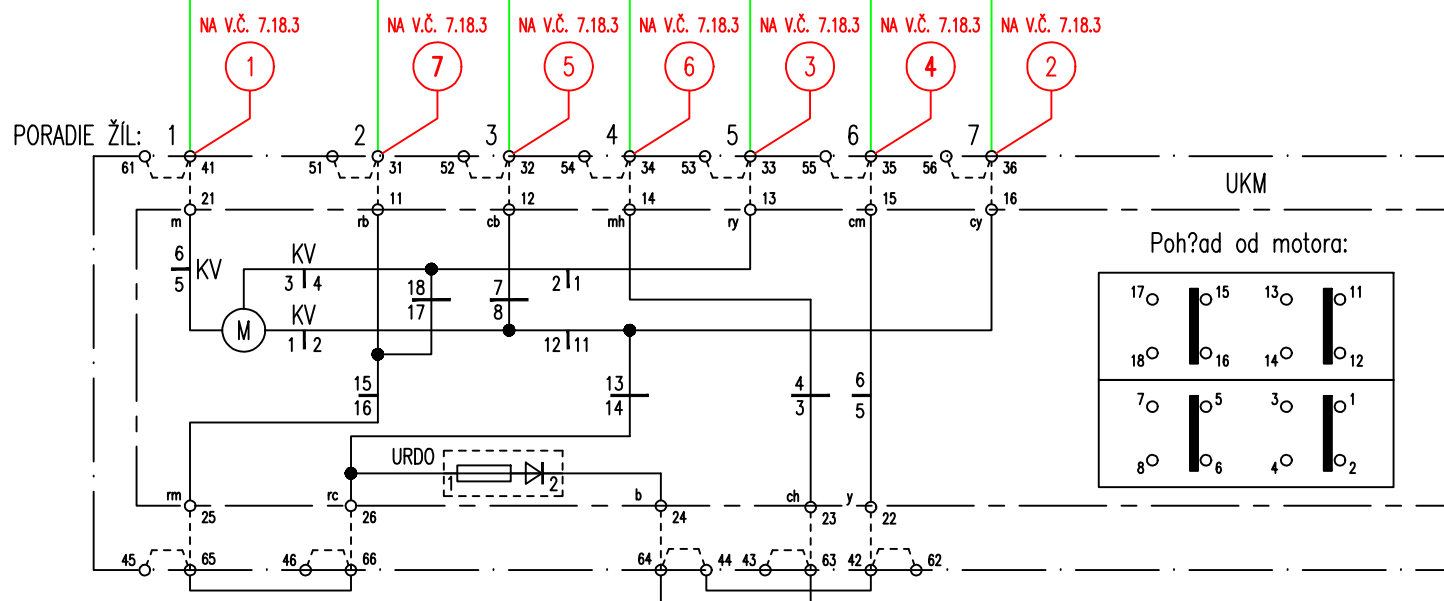 NA V.Č. 7.18.3 NA V.Č. 7.18.3 NA V.Č. 7.18.3 NA V.Č. 7.18.3 NA V.Č. 7.18.3 NA V.Č. 7.18.3 NA V.Č. 7.18.3
1 7 5 6 3 4 2
PORADIE ŽÍL: 1 2 3 4 5 6 7
61 41 51 31 52 32 54 34 53 33 55 35 56 36
UKM
21 11 12 14 13 15 16
m rb cb mh ry cm cy
Poh?ad od motora:
6 KV KV
5 3 4 2 1
18 7
17 8
17 15 13 11
M KV
1 2 12 11
18 16 14 12
15 13 4 6
16 14 3 5
7 5 3 1
URDO
1 2
8 6 4 2
rm rc b ch y
25 26 24 23 22
45 65 46 66 64 44 43 63 42 62